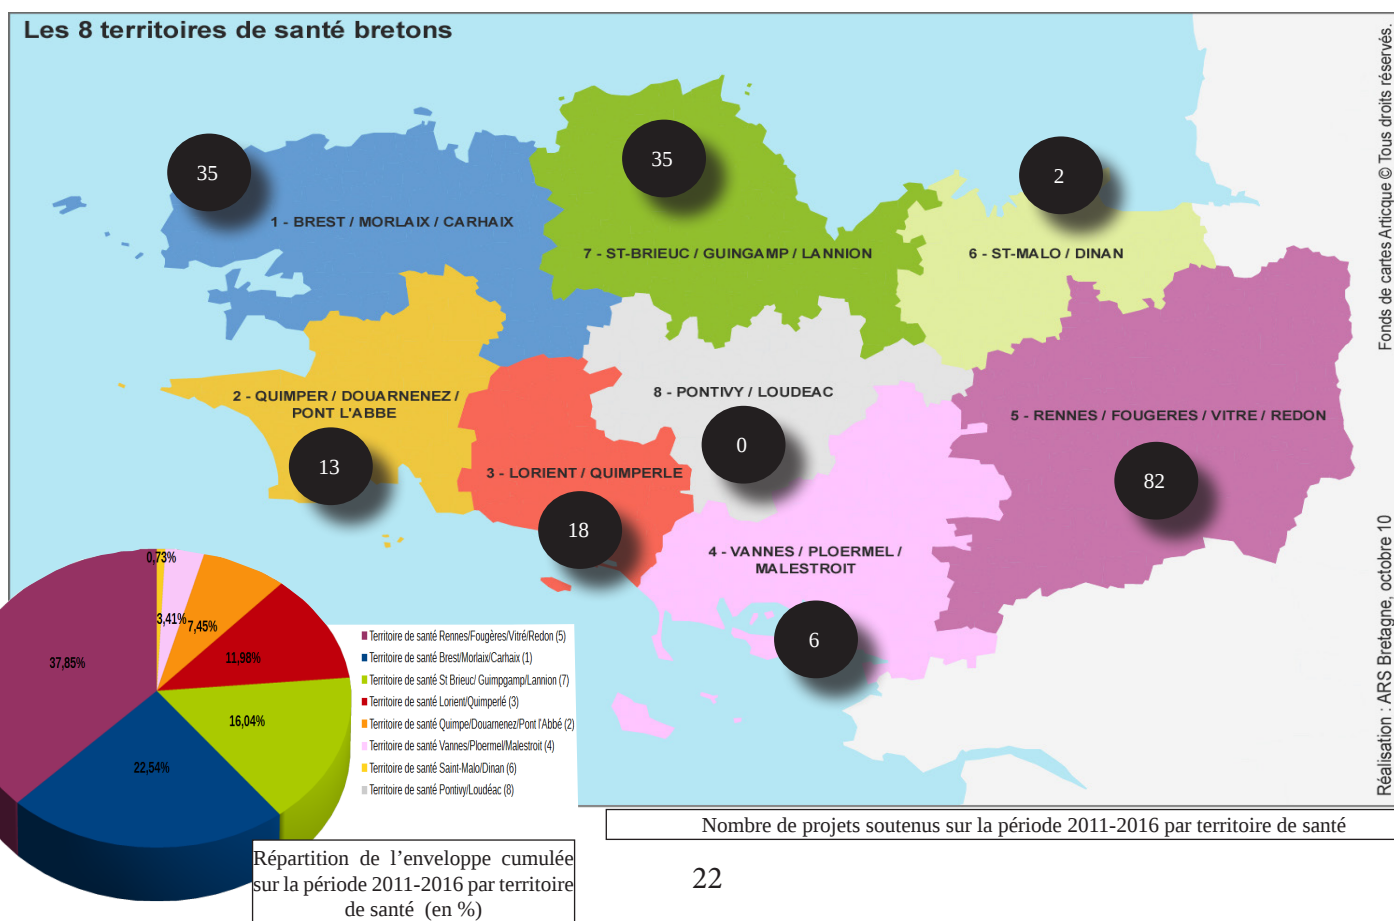 Les 8 territoires de santé bretons
Fonds de cartes Articque © Tous droits réservés.
35
35
2
1 - BREST / MORLAIX / CARHAIX
7 - ST-BRIEUC / GUINGAMP / LANNION
6 - ST-MALO / DINAN
2 - QUIMPER / DOUARNENEZ /
PONT L'ABBE
8 - PONTIVY / LOUDEAC
5 - RENNES / FOUGERES / VITRE / REDON
13
0
3 - LORIENT / QUIMPERLE
82
18
4 - VANNES / PLOERMEL /
MALESTROIT
6
Réalisation : ARS Bretagne, octobre 10
0,73%
3,41%
7,45%
11,98%
37,85%
16,04%
22,54%
Territoire de santé Rennes/Fougères/Vitré/Redon (5)
Territoire de santé Brest/Morlaix/Carhaix (1)
Territoire de santé St Brieuc/ Guimpgamp/Lannion (7)
Territoire de santé Lorient/Quimperlé (3)
Territoire de santé Quimpe/Douarnenez/Pont l'Abbé (2)
Territoire de santé Vannes/Ploermel/Malestroit (4)
Territoire de santé Saint-Malo/Dinan (6)
Territoire de santé Pontivy/Loudéac (8)
Nombre de projets soutenus sur la période 2011-2016 par territoire de santé
Répartition de l’enveloppe cumulée
sur la période 2011-2016 par territoire
de santé (en %)
22